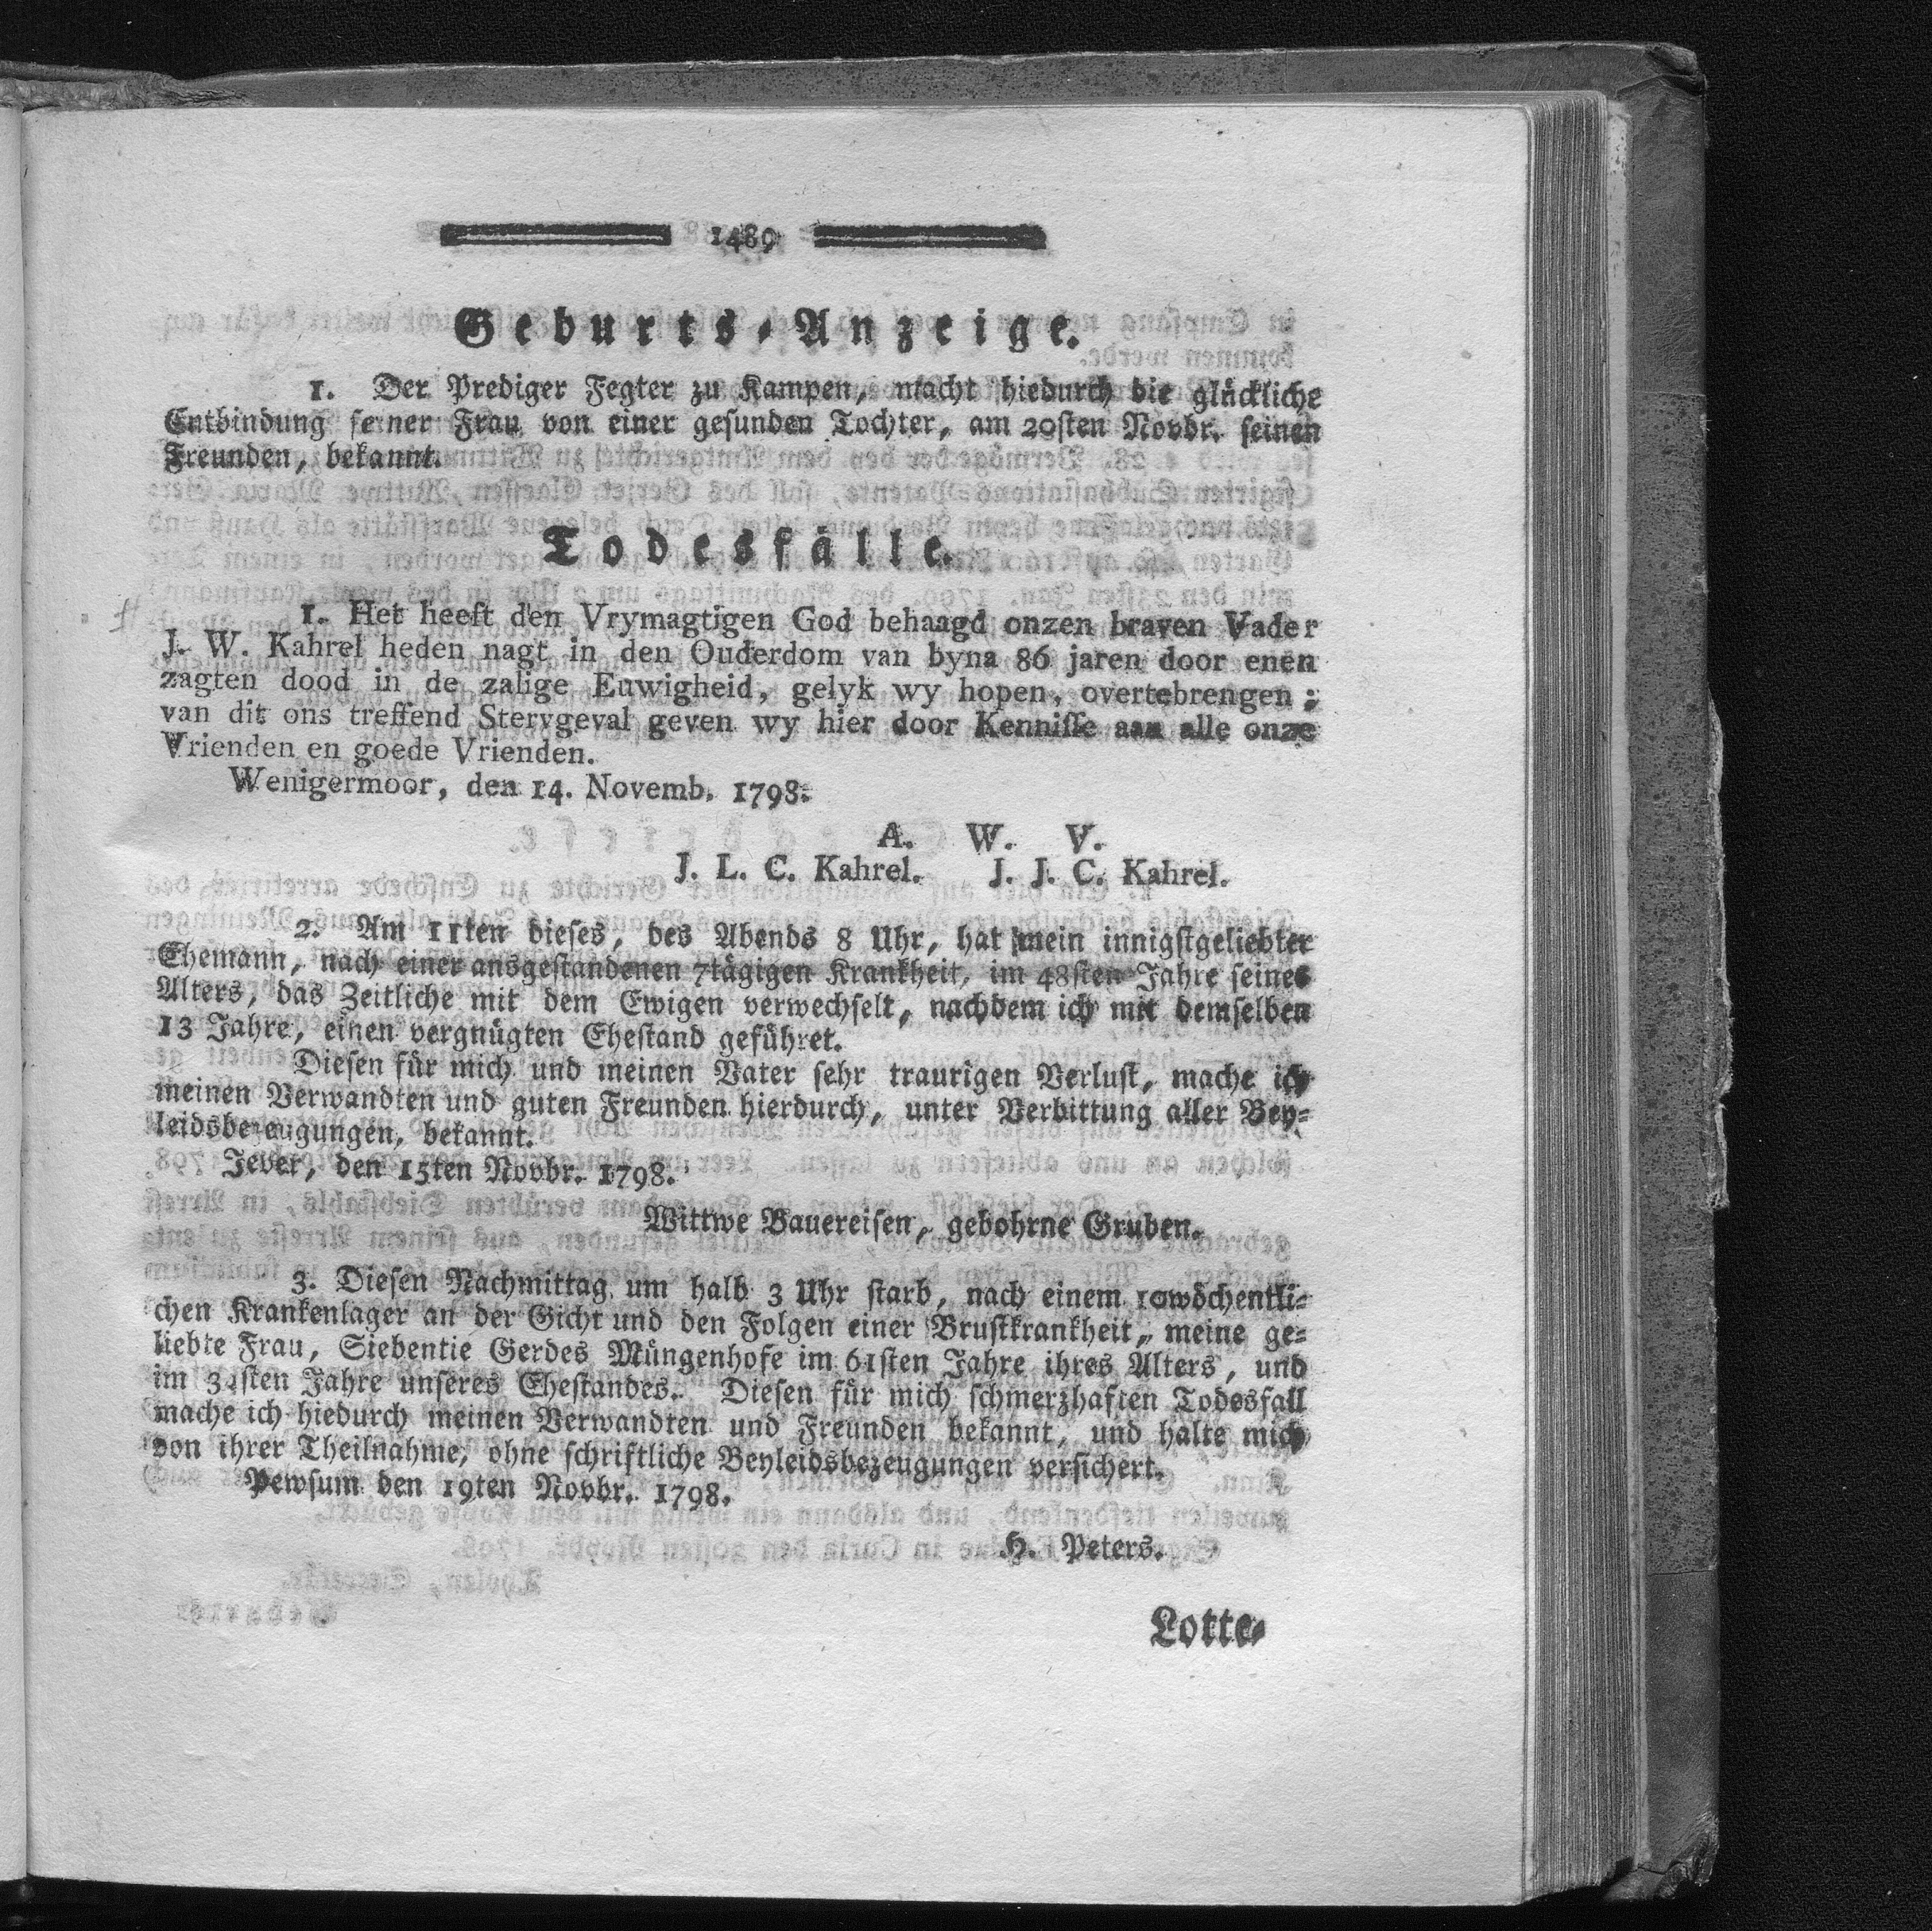 1489
Geburts-Anzeige.
1. Der Prediger Fegter zu Kampen, macht hiedurch die glückliche
Entbindung seiner Frau von einer gesunden Tochter, am 20sten Novbr. seinen
Freunden, bekannt.
Todesfälle.
1. Het heeft den Vrymagtigen God behaagd onzen braven Vader
J. W. Kahrel heden nagt in den Ouderdom van byna 86 jaren door enen
zagten dood in de zalige Euwigheid, gelyk wy hopen, overtebrengen;
van dit ons treffend Stervgeval geven wy hier door Kennisse aan alle onze
Vrienden en goede Vrienden.
Wenigermoor, den 14. Novemb. 1798.
A. W. V.
J. L. C. Kahrel. J. J. C. Kahrel.
2. Am 11ten dieses, des Abends 8 Uhr, hat mein innigstgeliebter
Ehemann, nach einer ansgestandenen 7tägigen Krankheit, im 48sten Jahre seines
Alters, das Zeitliche mit dem Ewigen verwechselt, nachdem ich mit demselben
13 Jahre, einen vergnügten Ehestand geführet.
Diesen für mich und meinen Vater sehr traurigen Verlust, mache ich
meinen Verwandten und guten Freunden hierdurch, unter Verbittung aller Bey-
leidsbezeugungen, bekannt.
Jever, den 15ten Novbr. 1798.
Wittwe Bauereisen, gebohrne Gruben.
3. Diesen Nachmittag um halb 3 Uhr starb, nach einem 10wöchentli-
chen Krankenlager an der Gicht und den Folgen einer Brustkrankheit, meine ge-
liebte Frau, Siebentie Gerdes Müngenhofe im 61sten Jahre ihres Alters, und
im Jahre unseres Ehestandes. Diesen für mich schmerzhaften Todesfall
mache ich hiedurch meinen Verwandten und Freunden bekannt, und halte mich
von ihrer Theilnahme, ohne schriftliche Beyleidsbezeugungen versichert.
Pewsum den 19ten Novbr. 1798.
H. Peters.
Lotte-